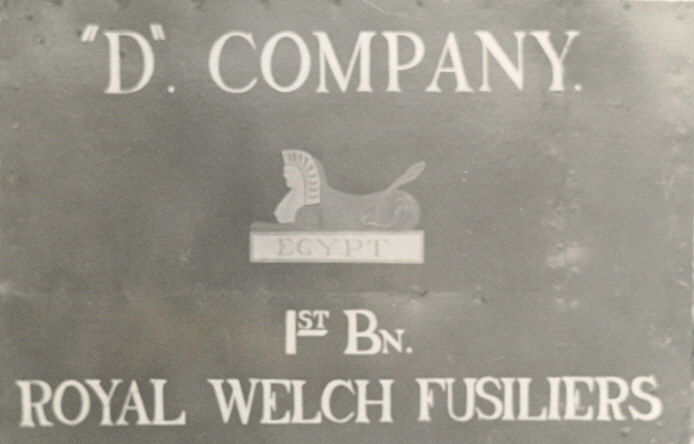 "D". COMPANY.
EGYPT
1ST BN.
ROYAL WELCH FUSILIERS